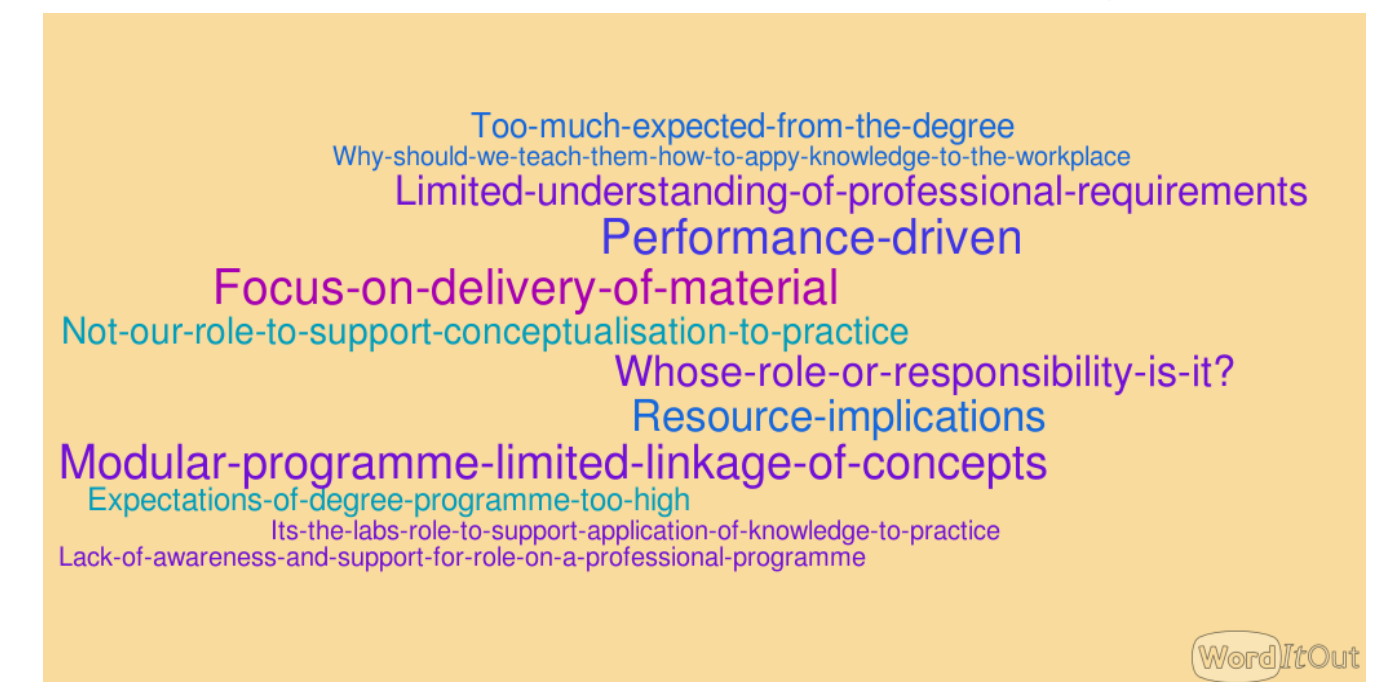 Too-much-expected-from-the-degree
Why-should-we-teach-them-how-to-appy-knowledge-to-the-workplace
Limited-understanding-of-professional-requirements
Performance-driven
Focus-on-delivery-of-material
Not-our-role-to-support-conceptualisation-to-practice
Whose-role-or-responsibility-is-it?
Resource-implications
Modular-programme-limited-linkage-of-concepts
Expectations-of-degree-programme-too-high
Its-the-labs-role-to-support-application-of-knowledge-to-practice
Lack-of-awareness-and-support-for-role-on-a-professional-programme
WordItOut